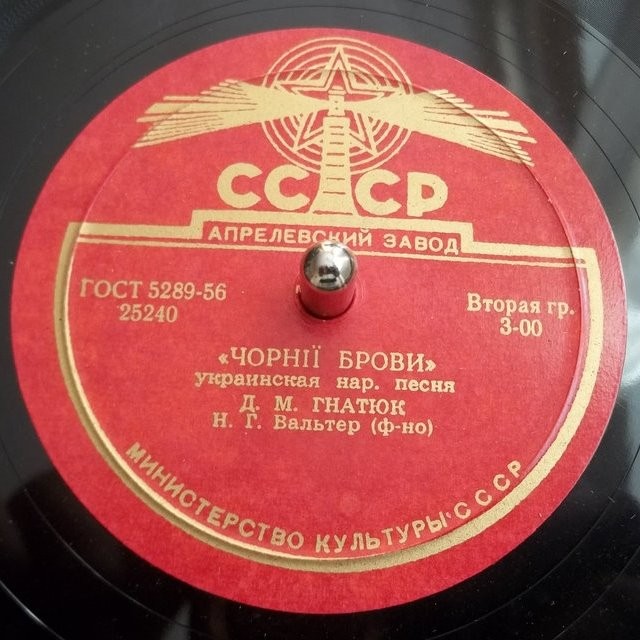 СССР
АПРЕЛЕВСКИЙ ЗАВОД
ГОСТ 5289-56
25240
Вторая гр.
3-00
«ЧОРНІЇ БРОВИ»
украинская нар. песня
Д. М. ГНАТЮК
Н. Г. Вальтер (ф-но)
МИНИСТЕРСТВО КУЛЬТУРЫ·СССР